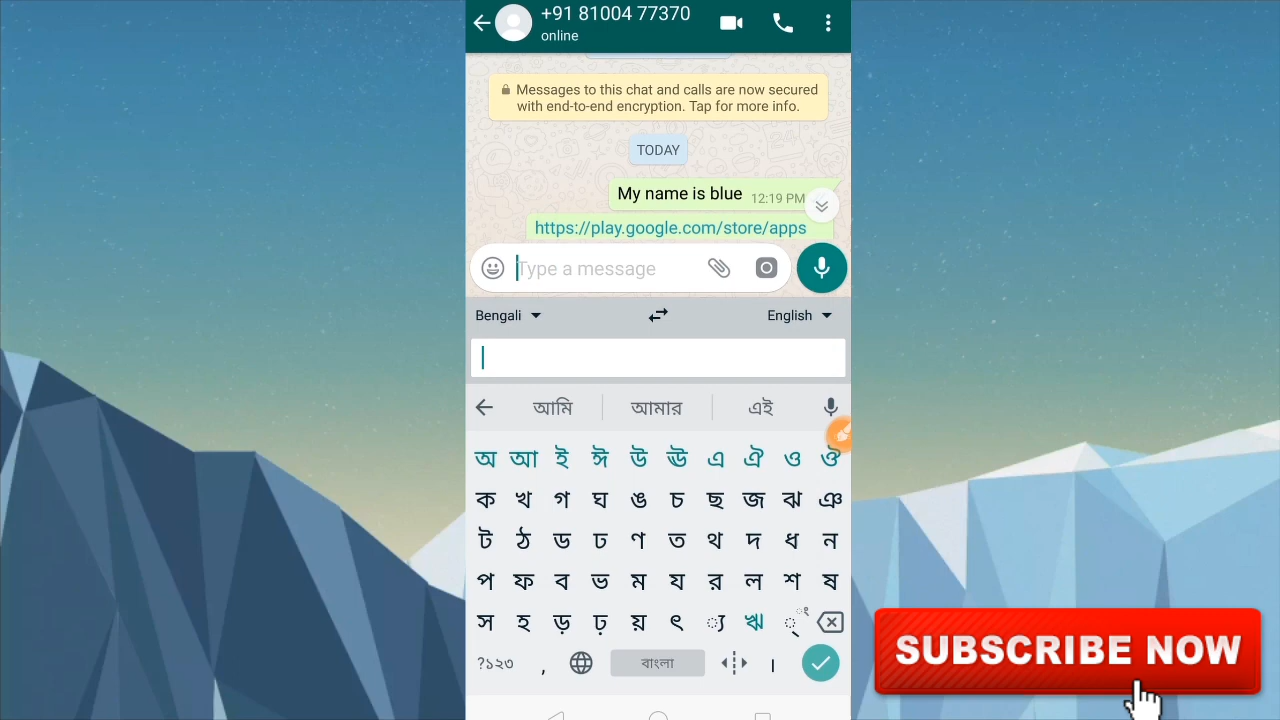 +91 81004 77370
online
Messages to this chat and calls are now secured
with end-to-end encryption. Tap for more info.
TODAY
My name is blue 12:19 PM
https://play.google.com/store/apps
Type a message
Bengali English
আমি আমার এই
অ আ ই ঈ উ ঊ এ ঐ ও ঔ
ক খ গ ঘ ঙ চ ছ জ ঝ ঞ
ট ঠ ড ঢ ণ ত থ দ ধ ন
প ফ ব ভ ম য র ল শ ষ
স হ ড় ঢ় য় ৎ ্য ঋ ্
?১২৩ , বাংলা ।
SUBSCRIBE NOW